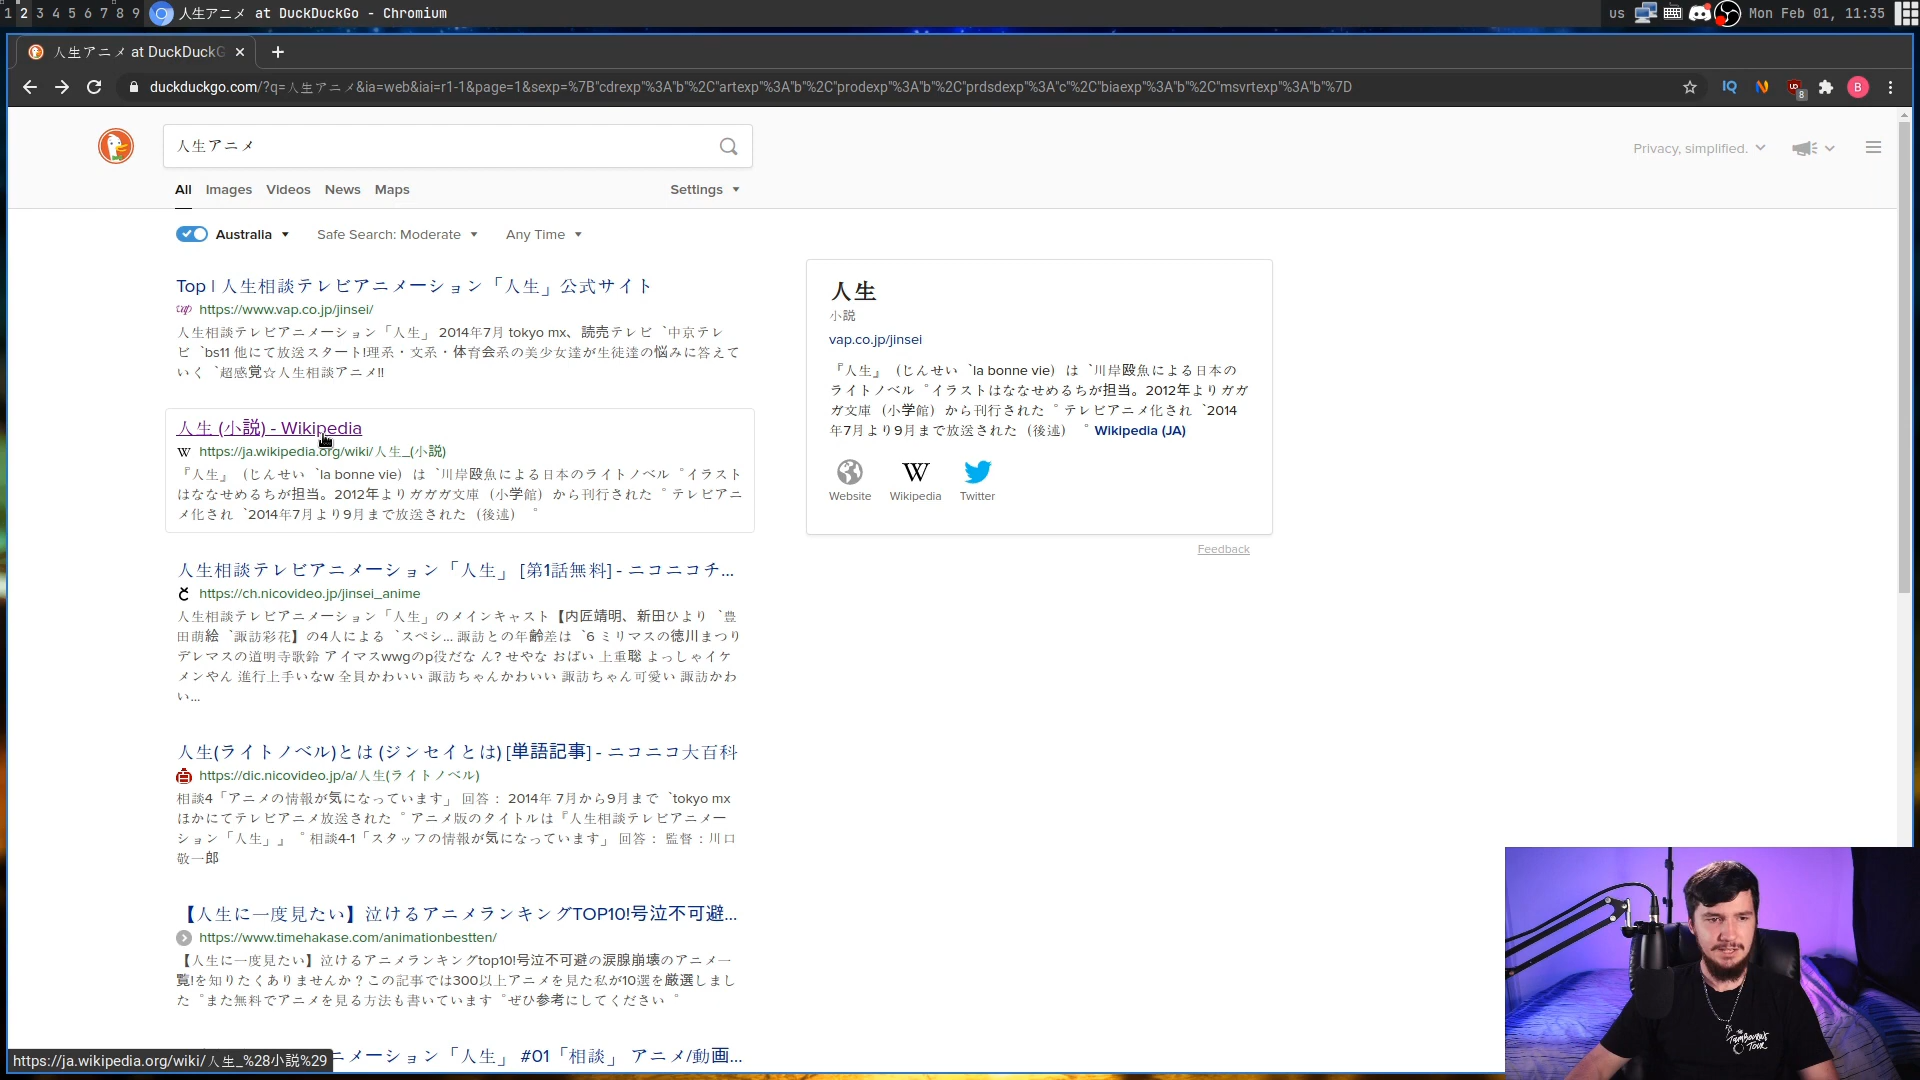 1 2 3 4 5 6 7 8 9 人生アニメ at DuckDuckGo - Chromium
us Mon Feb 01, 11:35
人生アニメ at DuckDuckG
duckduckgo.com/?q=人生アニメ&ia=web&iai=r1-1&page=1&sexp=%7B"cdrexp"%3A"b"%2C"artexp"%3A"b"%2C"prodexp"%3A"b"%2C"prdsdexp"%3A"c"%2C"biaexp"%3A"b"%2C"msvrtexp"%3A"b"%7D
IQ
8
B
人生アニメ
Privacy, simplified.
All Images Videos News Maps Settings
Australia Safe Search: Moderate Any Time
Top | 人生相談テレビアニメーション「人生」公式サイト
vap https://www.vap.co.jp/jinsei/
人生相談テレビアニメーション「人生」 2014年7月 tokyo mx、読売テレビ、中京テレ
ビ、bs11 他にて放送スタート!理系・文系・体育会系の美少女達が生徒達の悩みに答えて
いく、超感覚☆人生相談アニメ!!
人生 (小説) - Wikipedia
W https://ja.wikipedia.org/wiki/人生_(小説)
『人生』（じんせい、la bonne vie）は、川岸殴魚による日本のライトノベル。イラスト
はななせめるちが担当。2012年よりガガガ文庫（小学館）から刊行された。テレビアニ
メ化され、2014年7月より9月まで放送された（後述）。
人生相談テレビアニメーション「人生」 [第1話無料] - ニコニコチ...
https://ch.nicovideo.jp/jinsei_anime
人生相談テレビアニメーション「人生」のメインキャスト【内匠靖明、新田ひより、豊
田萌絵、諏訪彩花】の4人による、スペシ... 諏訪との年齢差は、6 ミリマスの徳川まつり
デレマスの道明寺歌鈴 アイマスwwgのp役だな ん? せやな おばい 上重聡 よっしゃイケ
メンやん 進行上手いなw 全員かわいい 諏訪ちゃんかわいい 諏訪ちゃん可愛い 諏訪かわ
い...
人生(ライトノベル)とは (ジンセイとは) [単語記事] - ニコニコ大百科
https://dic.nicovideo.jp/a/人生(ライトノベル)
相談4「アニメの情報が気になっています」 回答： 2014年 7月から9月まで、tokyo mx
ほかにてテレビアニメ放送された。アニメ版のタイトルは『人生相談テレビアニメー
ション「人生」』。相談4-1「スタッフの情報が気になっています」 回答： 監督：川口
敬一郎
【人生に一度見たい】泣けるアニメランキングTOP10!号泣不可避...
https://www.timehakase.com/animationbestten/
【人生に一度見たい】泣けるアニメランキングtop10!号泣不可避の涙腺崩壊のアニメ一
覧!を知りたくありませんか？この記事では300以上アニメを見た私が10選を厳選しまし
た。また無料でアニメを見る方法も書いています。ぜひ参考にしてください。
ニメーション「人生」 #01「相談」 アニメ/動画...
https://ja.wikipedia.org/wiki/人生_%28小説%29
人生
小説
vap.co.jp/jinsei
『人生』（じんせい、la bonne vie）は、川岸殴魚による日本の
ライトノベル。イラストはななせめるちが担当。2012年よりガガ
ガ文庫（小学館）から刊行された。テレビアニメ化され、2014
年7月より9月まで放送された（後述）。 Wikipedia (JA)
W
Website Wikipedia Twitter
Feedback